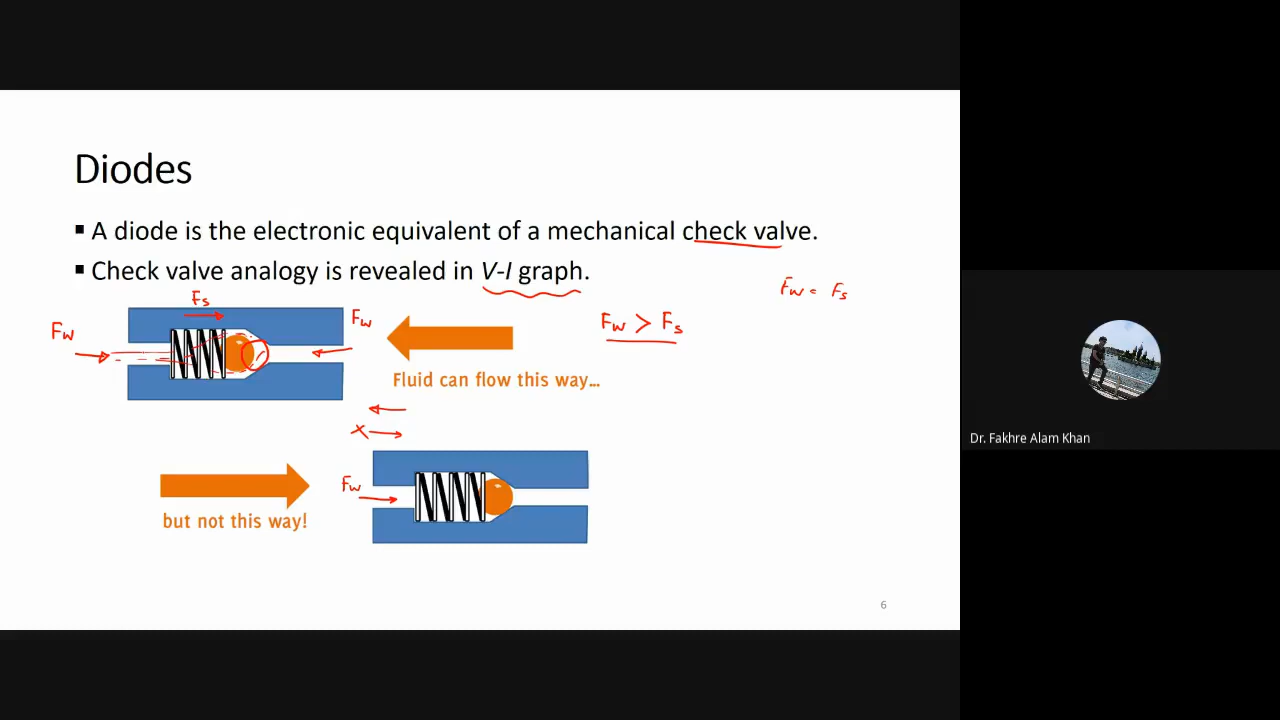 Diodes
▪ A diode is the electronic equivalent of a mechanical check valve.
▪ Check valve analogy is revealed in V-I graph.
Fs
Fw = Fs
Fw
Fw
Fw > Fs
Fluid can flow this way...
x
Fw
but not this way!
6
Dr. Fakhre Alam Khan